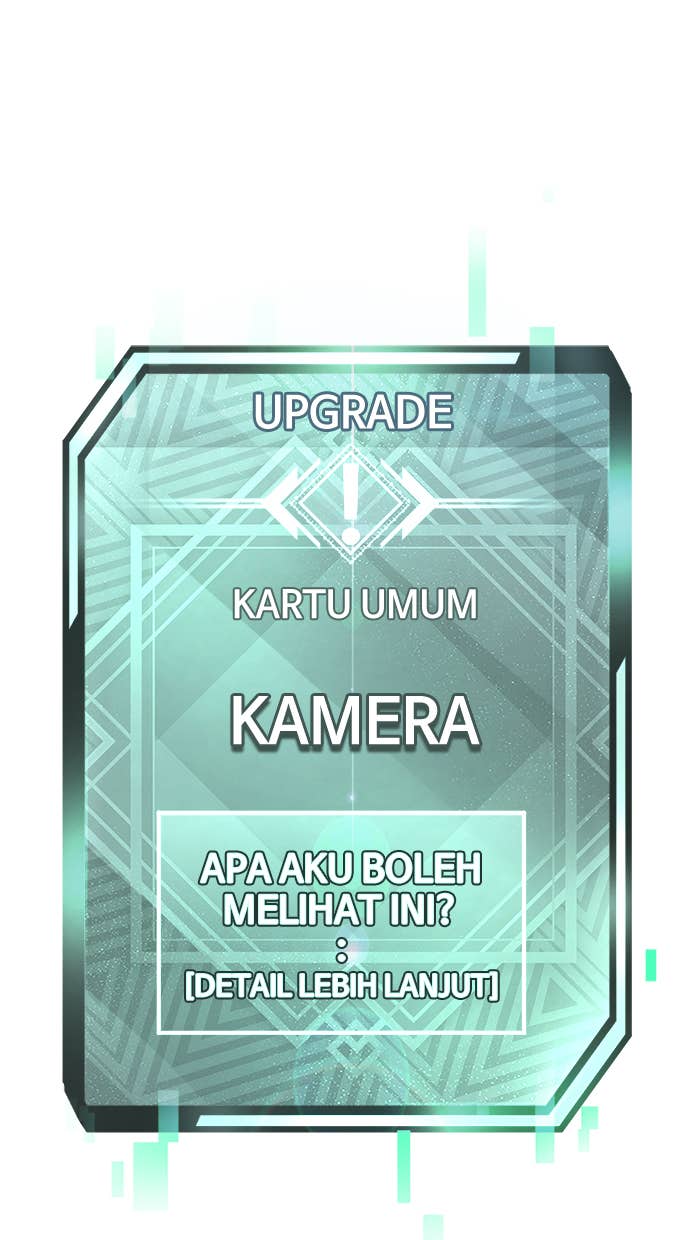 UPGRADE
!
KARTU UMUM
KAMERA
APA AKU BOLEH
MELIHAT INI?
:
[DETAIL LEBIH LANJUT]